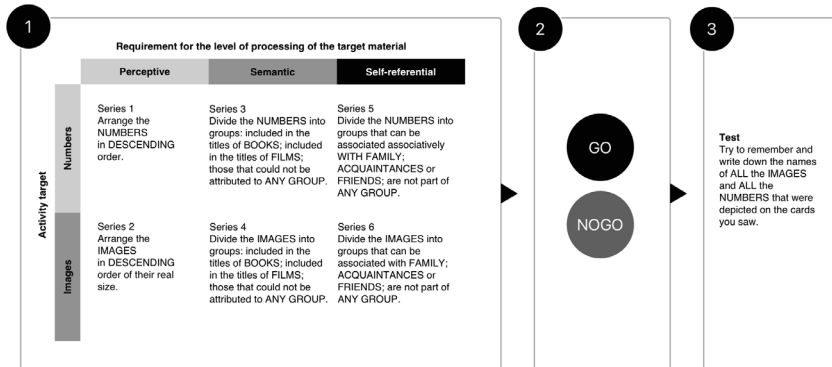 1
Requirement for the level of processing of the target material
Perceptive
Semantic
Self-referential
Activity target
Numbers
Series 1
Arrange the
NUMBERS
in DESCENDING
order.
Series 3
Divide the NUMBERS into
groups: included in the
titles of BOOKS; included
in the titles of FILMS;
those that could not be
attributed to ANY GROUP.
Series 5
Divide the NUMBERS into
groups that can be
associated associatively
WITH FAMILY;
ACQUAINTANCES or
FRIENDS; are not part of
ANY GROUP.
Images
Series 2
Arrange the
IMAGES
in DESCENDING
order of their real
size.
Series 4
Divide the IMAGES into
groups: included in the
titles of BOOKS; included
in the titles of FILMS;
those that could not be
attributed to ANY GROUP.
Series 6
Divide the IMAGES into
groups that can be
associated with FAMILY;
ACQUAINTANCES or
FRIENDS; are not part of
ANY GROUP.
2
GO
NOGO
3
Test
Try to remember and
write down the names
of ALL the IMAGES
and ALL the
NUMBERS that were
depicted on the cards
you saw.